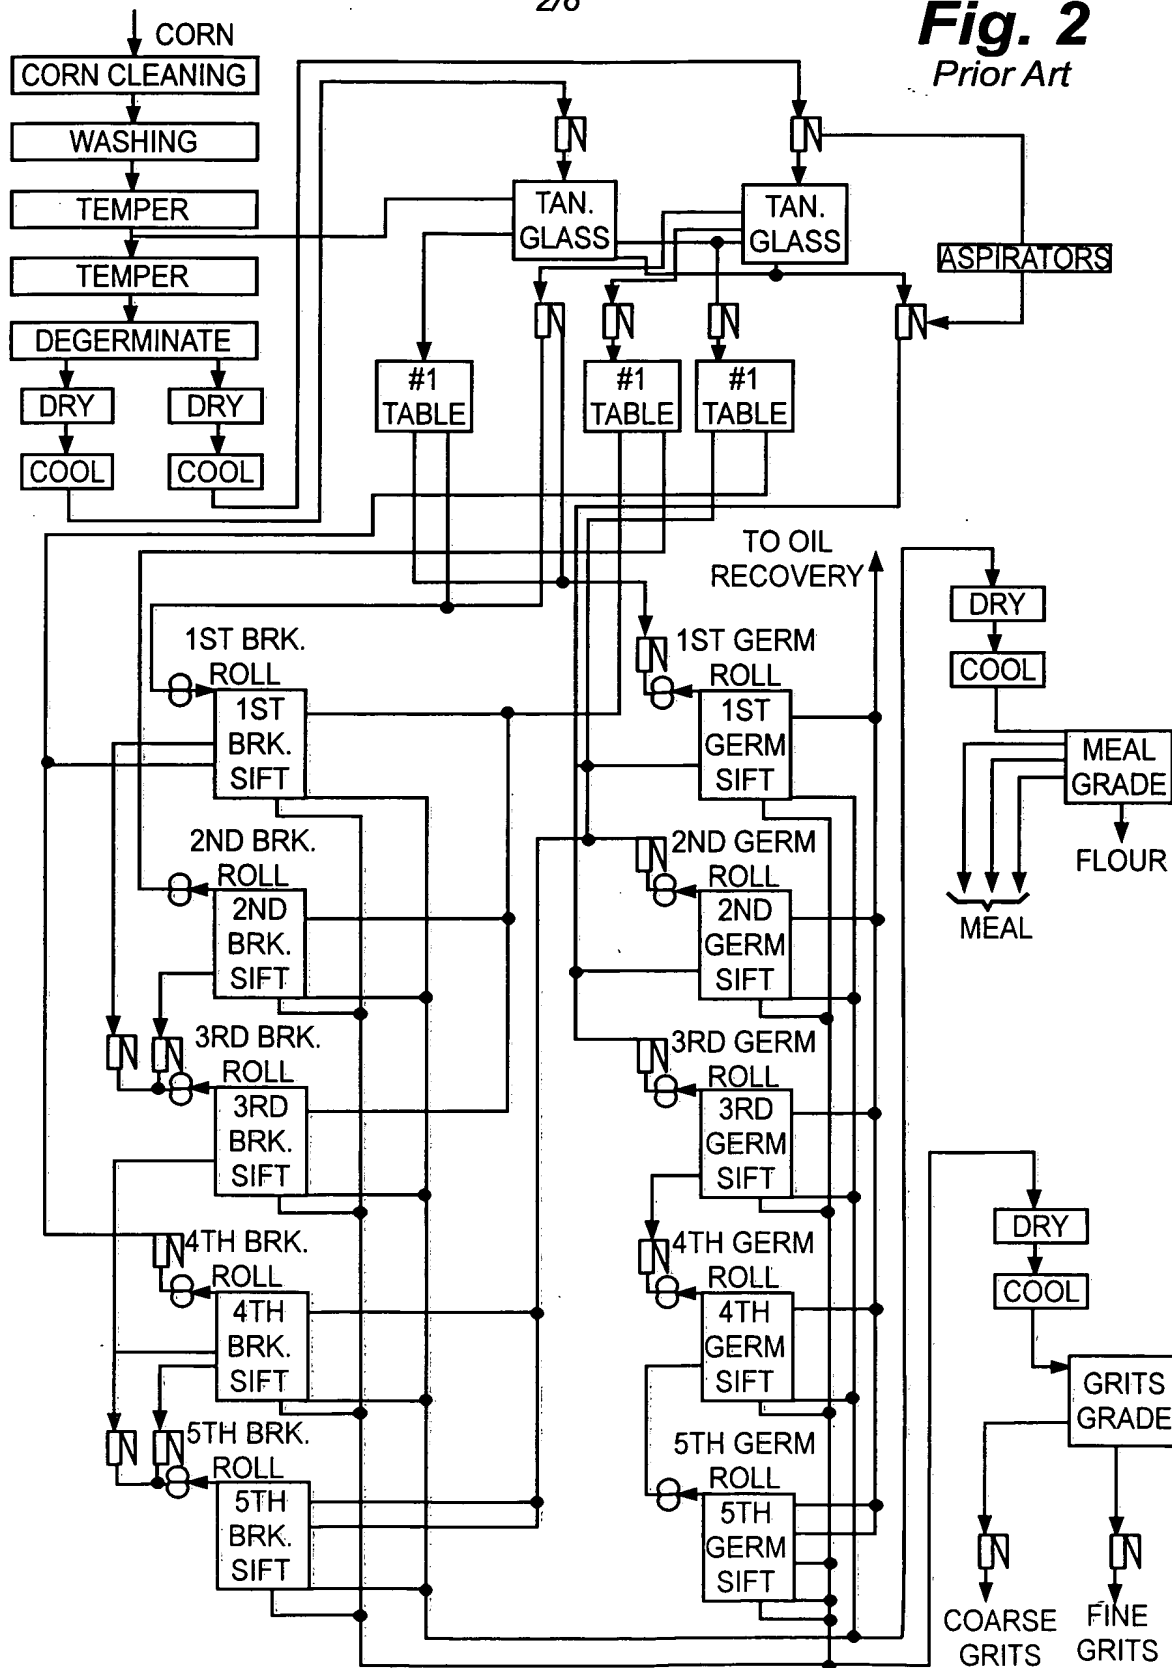 2/6
Fig. 2
Prior Art
CORN
CORN CLEANING
WASHING
TEMPER
TEMPER
DEGERMINATE
DRY
DRY
COOL
COOL
TAN.
GLASS
TAN.
GLASS
ASPIRATORS
#1
TABLE
#1
TABLE
#1
TABLE
TO OIL
RECOVERY
DRY
COOL
MEAL
GRADE
FLOUR
MEAL
1ST BRK.
ROLL
1ST
BRK.
SIFT
1ST GERM
ROLL
1ST
GERM
SIFT
2ND BRK.
ROLL
2ND
BRK.
SIFT
2ND GERM
ROLL
2ND
GERM
SIFT
3RD BRK.
ROLL
3RD
BRK.
SIFT
3RD GERM
ROLL
3RD
GERM
SIFT
4TH BRK.
ROLL
4TH
BRK.
SIFT
4TH GERM
ROLL
4TH
GERM
SIFT
5TH BRK.
ROLL
5TH
BRK.
SIFT
5TH GERM
ROLL
5TH
GERM
SIFT
DRY
COOL
GRITS
GRADE
COARSE
GRITS
FINE
GRITS